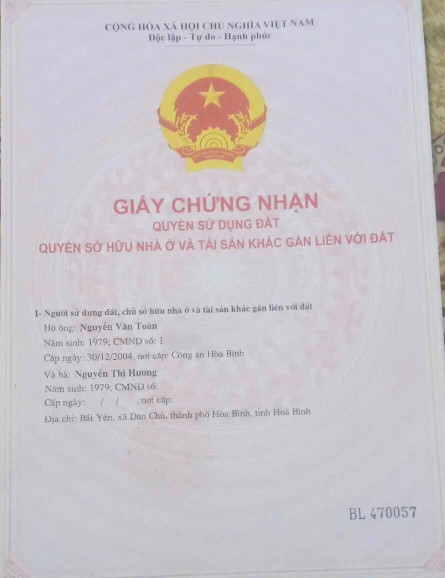 CỘNG HÒA XÃ HỘI CHỦ NGHĨA VIỆT NAM
Độc lập - Tự do - Hạnh phúc
GIẤY CHỨNG NHẬN
QUYỀN SỬ DỤNG ĐẤT
QUYỀN SỞ HỮU NHÀ Ở VÀ TÀI SẢN KHÁC GẮN LIỀN VỚI ĐẤT
I- Người sử dụng đất, chủ sở hữu nhà ở và tài sản khác gắn liền với đất
Hộ ông: Nguyễn Văn Tuấn
Năm sinh: 1979; CMND số: 1
Cấp ngày: 30/12/2004, nơi cấp: Công an Hòa Bình
Và bà: Nguyễn Thị Hương
Năm sinh: 1979; CMND số:
Cấp ngày: / / , nơi cấp:
Địa chỉ: Bãi Yên, xã Dân Chủ, thành phố Hòa Bình, tỉnh Hoà Bình
BL 470057